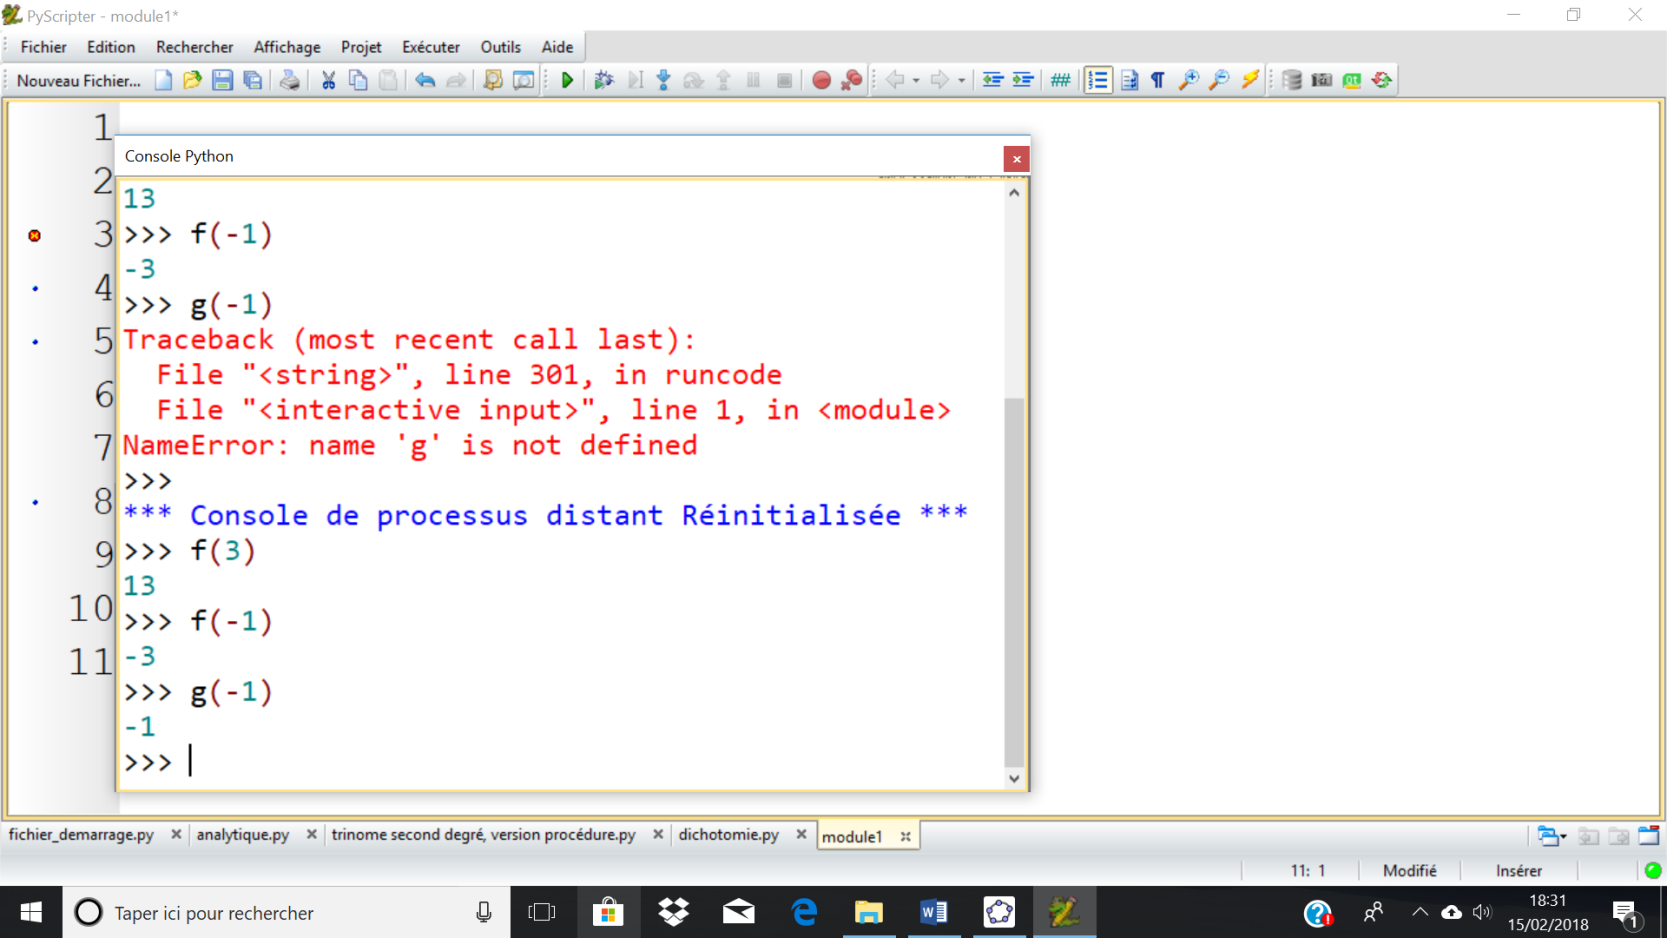 PyScripter - module1*
Fichier Edition Rechercher Affichage Projet Exécuter Outils Aide
Nouveau Fichier...
1
2
3
4
5
6
7
8
9
10
11
Console Python
13
>>> f(-1)
-3
>>> g(-1)
Traceback (most recent call last):
File "<string>", line 301, in runcode
File "<interactive input>", line 1, in <module>
NameError: name 'g' is not defined
>>>
*** Console de processus distant Réinitialisée ***
>>> f(3)
13
>>> f(-1)
-3
>>> g(-1)
-1
>>>
fichier_demarrage.py analytique.py trinome second degré, version procédure.py dichotomie.py module1
11: 1 Modifié Insérer
Taper ici pour rechercher
18:31
15/02/2018
1